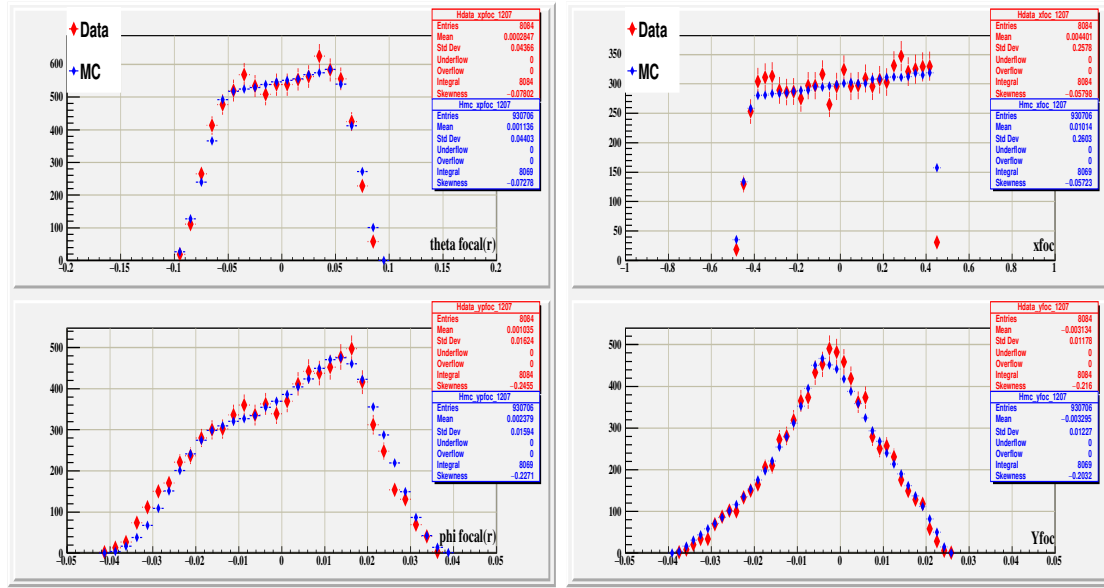 Data
MC
Hdata_xpfoc_1207
Entries 8084
Mean 0.0002847
Std Dev 0.04366
Underflow 0
Overflow 0
Integral 8084
Skewness −0.07802
Hmc_xpfoc_1207
Entries 930706
Mean 0.001136
Std Dev 0.04403
Underflow 0
Overflow 0
Integral 8069
Skewness −0.07278
600
500
400
300
200
100
0
theta focal(r)
−0.2 −0.15 −0.1 −0.05 0 0.05 0.1 0.15 0.2
Data
MC
Hdata_xfoc_1207
Entries 8084
Mean 0.004401
Std Dev 0.2578
Underflow 0
Overflow 0
Integral 8084
Skewness −0.05798
Hmc_xfoc_1207
Entries 930706
Mean 0.01014
Std Dev 0.2603
Underflow 0
Overflow 0
Integral 8069
Skewness −0.05723
350
300
250
200
150
100
50
0
xfoc
−1 −0.8 −0.6 −0.4 −0.2 0 0.2 0.4 0.6 0.8 1
Hdata_ypfoc_1207
Entries 8084
Mean 0.001035
Std Dev 0.01624
Underflow 0
Overflow 0
Integral 8084
Skewness −0.2455
Hmc_ypfoc_1207
Entries 930706
Mean 0.002379
Std Dev 0.01594
Underflow 0
Overflow 0
Integral 8069
Skewness −0.2271
500
400
300
200
100
0
phi focal(r)
−0.05 −0.04 −0.03 −0.02 −0.01 0 0.01 0.02 0.03 0.04 0.05
Hdata_yfoc_1207
Entries 8084
Mean −0.003134
Std Dev 0.01178
Underflow 0
Overflow 0
Integral 8084
Skewness −0.216
Hmc_yfoc_1207
Entries 930706
Mean −0.003295
Std Dev 0.01227
Underflow 0
Overflow 0
Integral 8069
Skewness −0.2032
500
400
300
200
100
0
Yfoc
−0.05 −0.04 −0.03 −0.02 −0.01 0 0.01 0.02 0.03 0.04 0.05